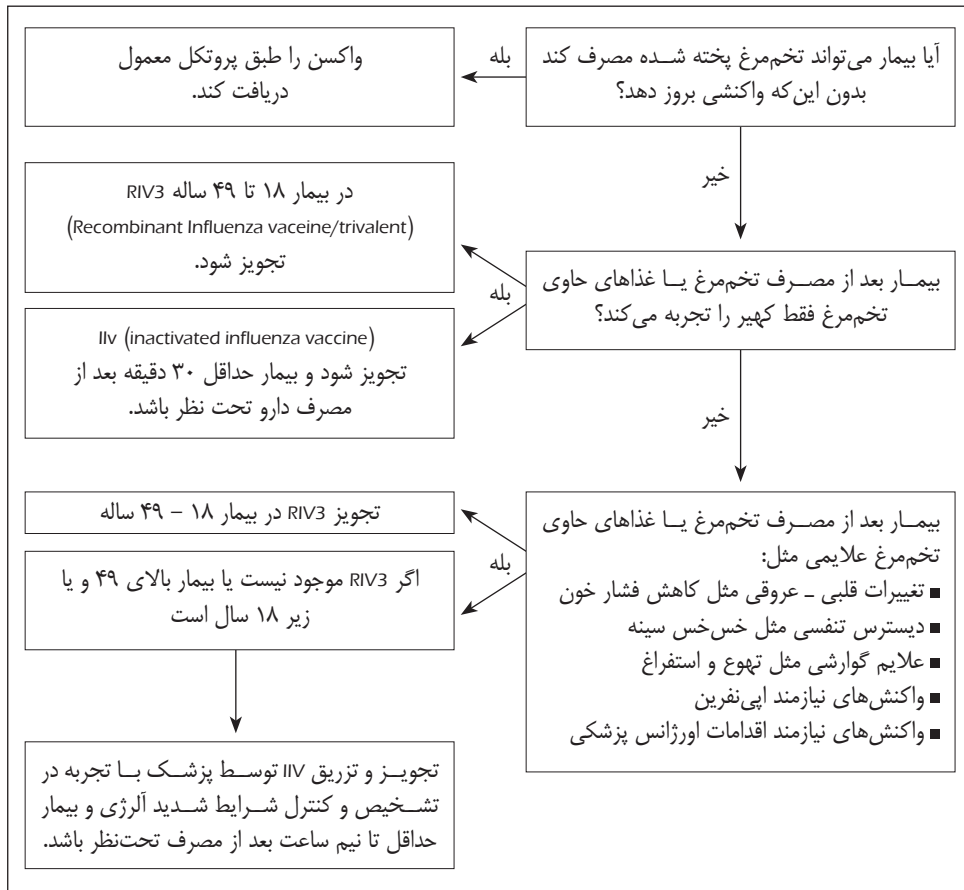 آیا بیمار می‌تواند تخم‌مرغ پخته شده مصرف کند
بدون این‌که واکنشی بروز دهد؟
بله
واکسن را طبق پروتکل معمول
دریافت کند.
خیر
بیمار بعد از مصرف تخم‌مرغ یا غذاهای حاوی
تخم‌مرغ فقط کهیر را تجربه می‌کند؟
بله
در بیمار ۱۸ تا ۴۹ ساله RIV3
(Recombinant Influenza vaceine/trivalent)
تجویز شود.
IIv (inactivated influenza vaccine)
تجویز شود و بیمار حداقل ۳۰ دقیقه بعد از
مصرف دارو تحت نظر باشد.
خیر
بیمار بعد از مصرف تخم‌مرغ یا غذاهای حاوی
تخم‌مرغ علایمی مثل:
■ تغییرات قلبی ـ عروقی مثل کاهش فشار خون
■ دیسترس تنفسی مثل خس‌خس سینه
■ علایم گوارشی مثل تهوع و استفراغ
■ واکنش‌های نیازمند اپی‌نفرین
■ واکنش‌های نیازمند اقدامات اورژانس پزشکی
بله
تجویز RIV3 در بیمار ۱۸ – ۴۹ ساله
اگر RIV3 موجود نیست یا بیمار بالای ۴۹ و یا
زیر ۱۸ سال است
تجویز و تزریق IIV توسط پزشک با تجربه در
تشخیص و کنترل شرایط شدید آلرژی و بیمار
حداقل تا نیم ساعت بعد از مصرف تحت‌نظر باشد.